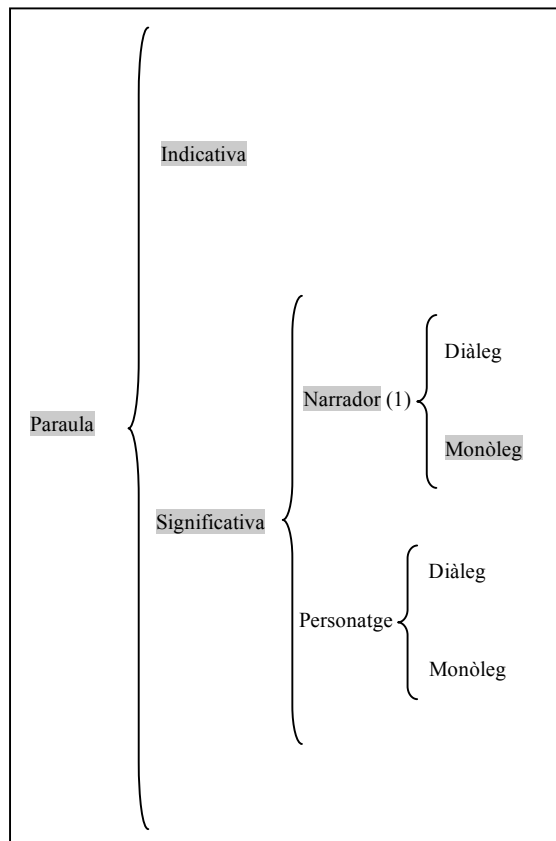 Indicativa
Diàleg
Narrador (1)
Paraula
Monòleg
Significativa
Diàleg
Personatge
Monòleg